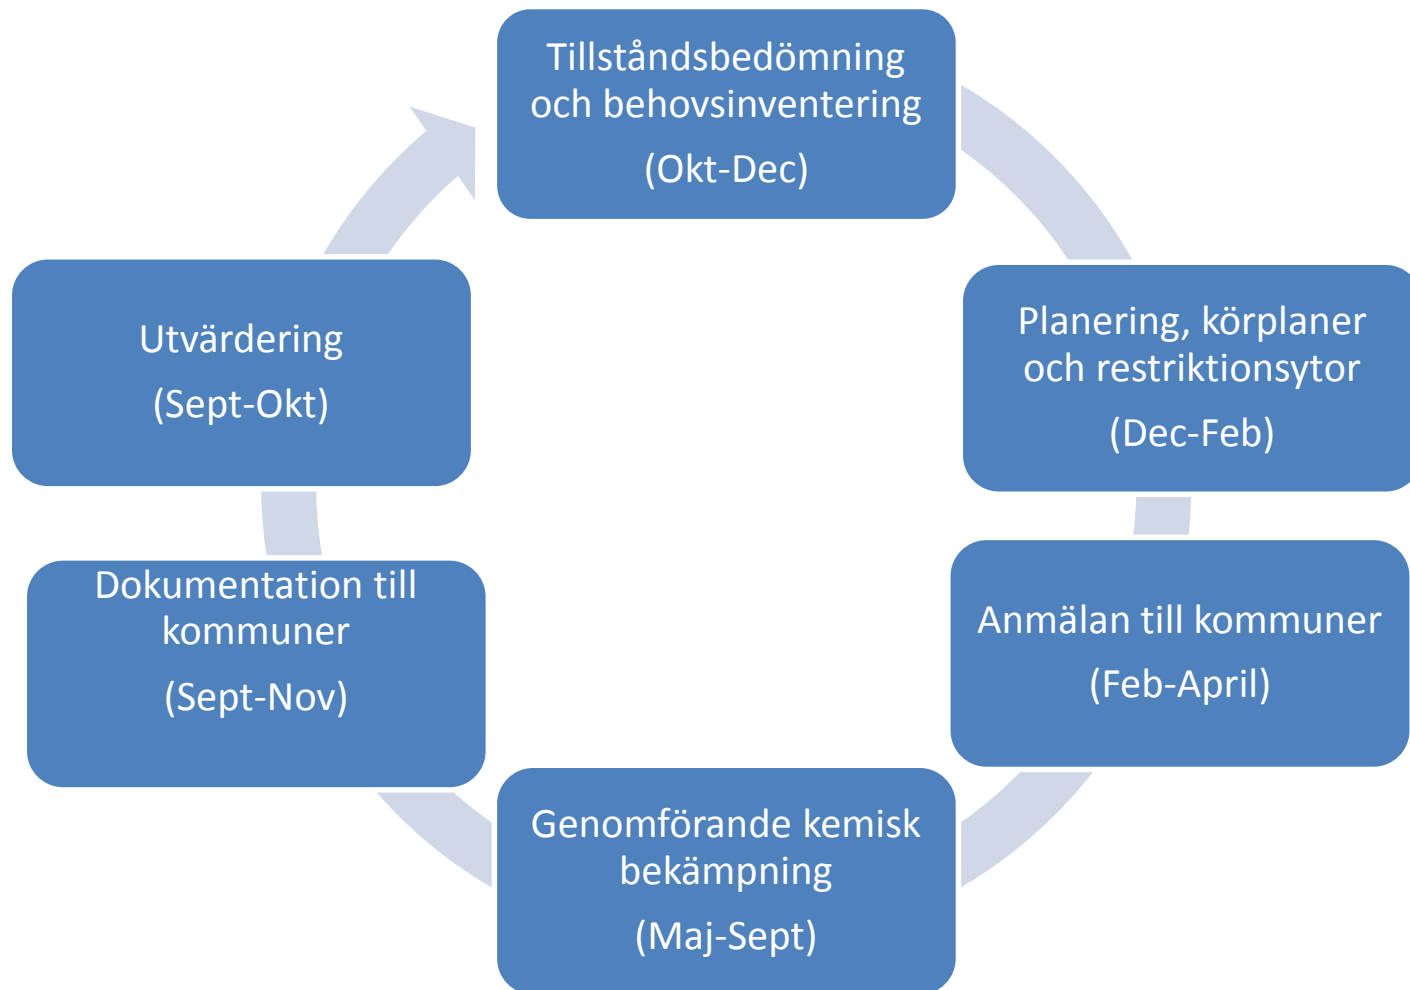 Tillståndsbedömning
och behovsinventering
(Okt-Dec)
Planering, körplaner
och restriktionsytor
(Dec-Feb)
Anmälan till kommuner
(Feb-April)
Genomförande kemisk
bekämpning
(Maj-Sept)
Dokumentation till
kommuner
(Sept-Nov)
Utvärdering
(Sept-Okt)